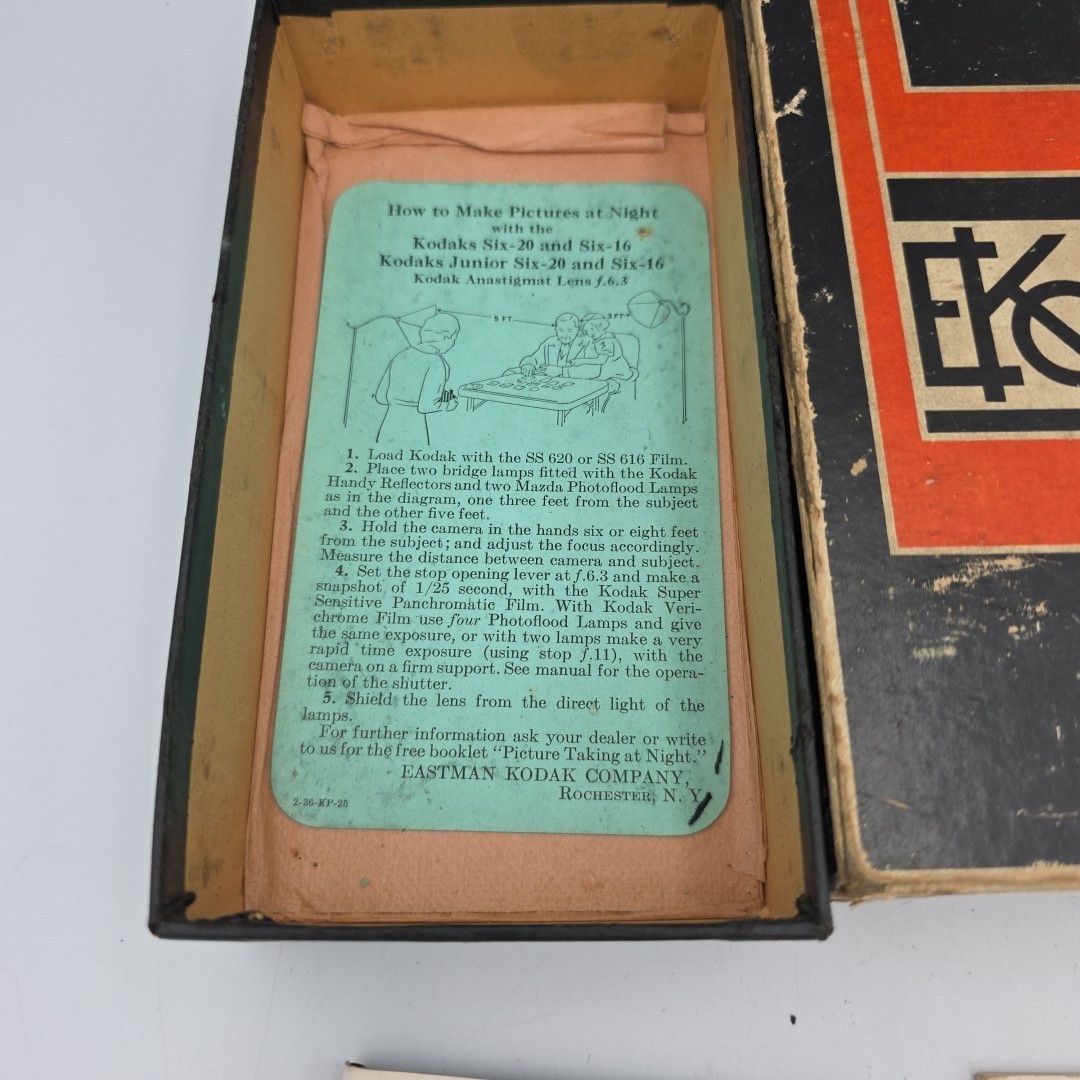 How to Make Pictures at Night
with the
Kodaks Six-20 and Six-16
Kodaks Junior Six-20 and Six-16
Kodak Anastigmat Lens f.6.3
5 FT
3 FT
1. Load Kodak with the SS 620 or SS 616 Film.
2. Place two bridge lamps fitted with the Kodak
Handy Reflectors and two Mazda Photoflood Lamps
as in the diagram, one three feet from the subject
and the other five feet.
3. Hold the camera in the hands six or eight feet
from the subject; and adjust the focus accordingly.
Measure the distance between camera and subject.
4. Set the stop opening lever at f.6.3 and make a
snapshot of 1/25 second, with the Kodak Super
Sensitive Panchromatic Film. With Kodak Veri-
chrome Film use four Photoflood Lamps and give
the same exposure, or with two lamps make a very
rapid time exposure (using stop f.11), with the
camera on a firm support. See manual for the opera-
tion of the shutter.
5. Shield the lens from the direct light of the
lamps.
For further information ask your dealer or write
to us for the free booklet "Picture Taking at Night."
EASTMAN KODAK COMPANY,
ROCHESTER, N. Y.
2-36-KP-25
EKC